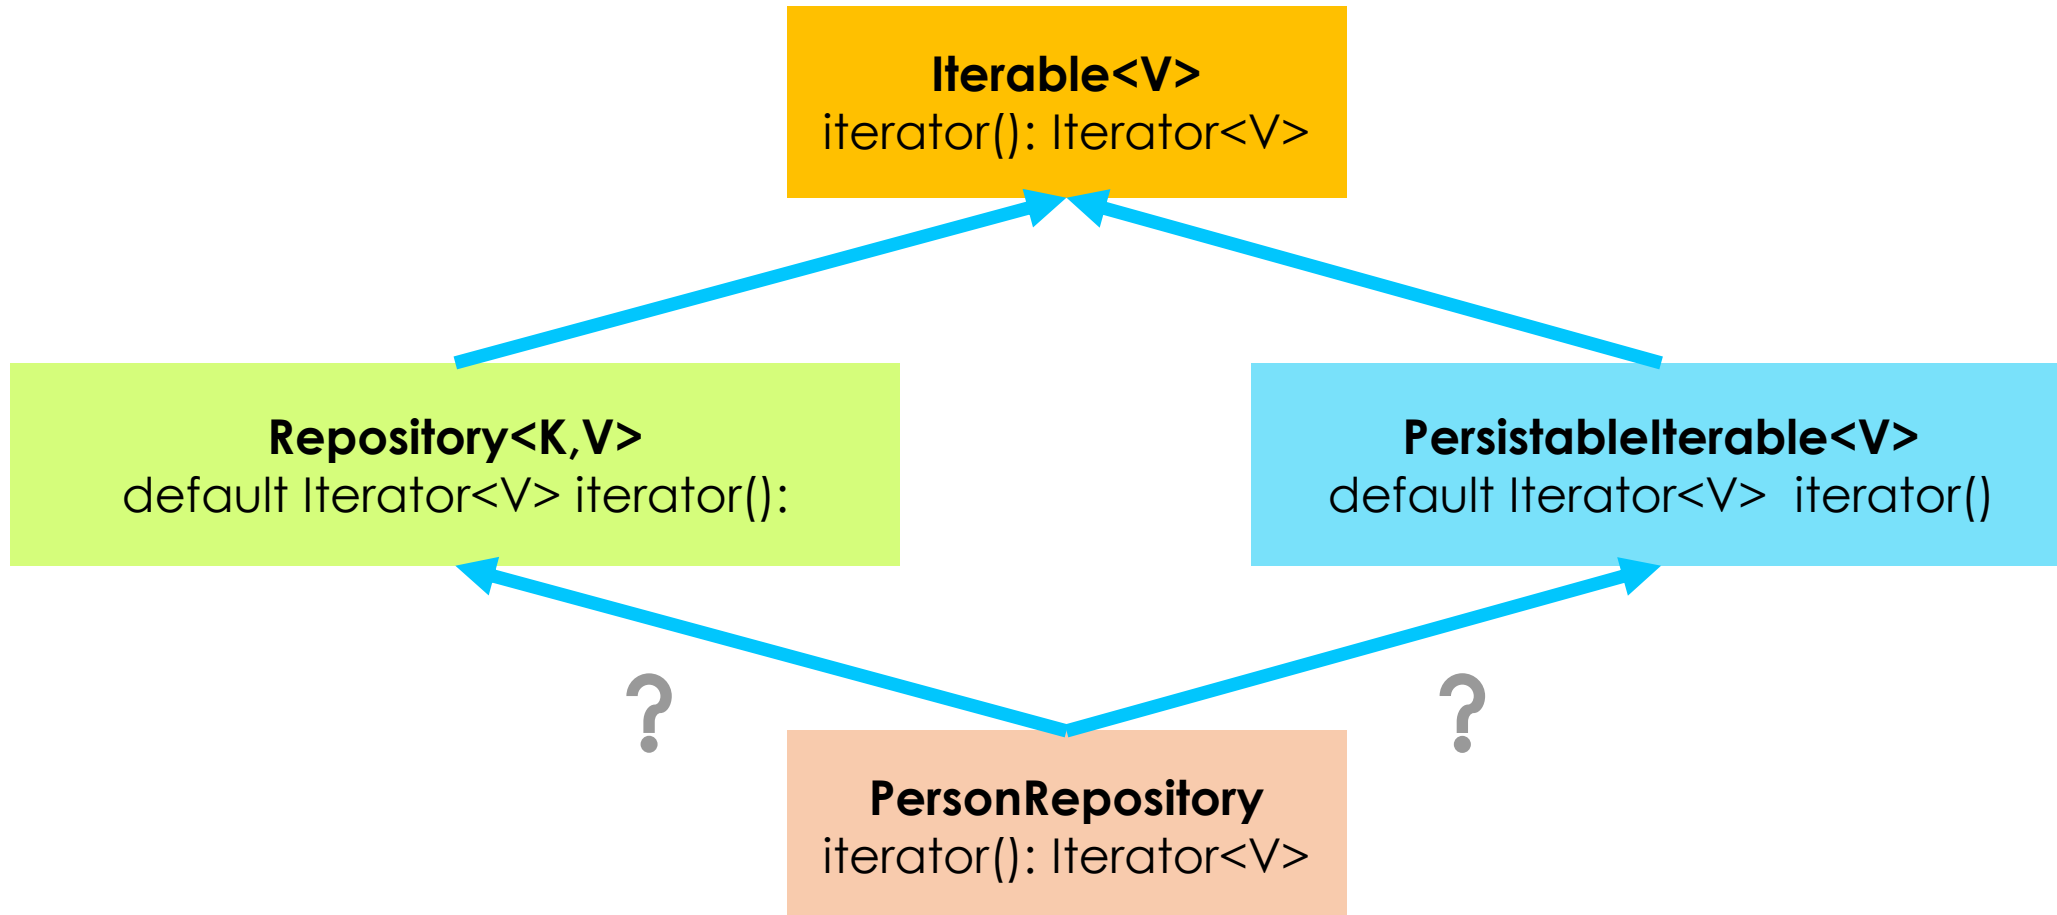 Iterable<V>
iterator(): Iterator<V>
Repository<K,V>
default Iterator<V> iterator():
PersistableIterable<V>
default Iterator<V>  iterator()
?
?
PersonRepository
iterator(): Iterator<V>